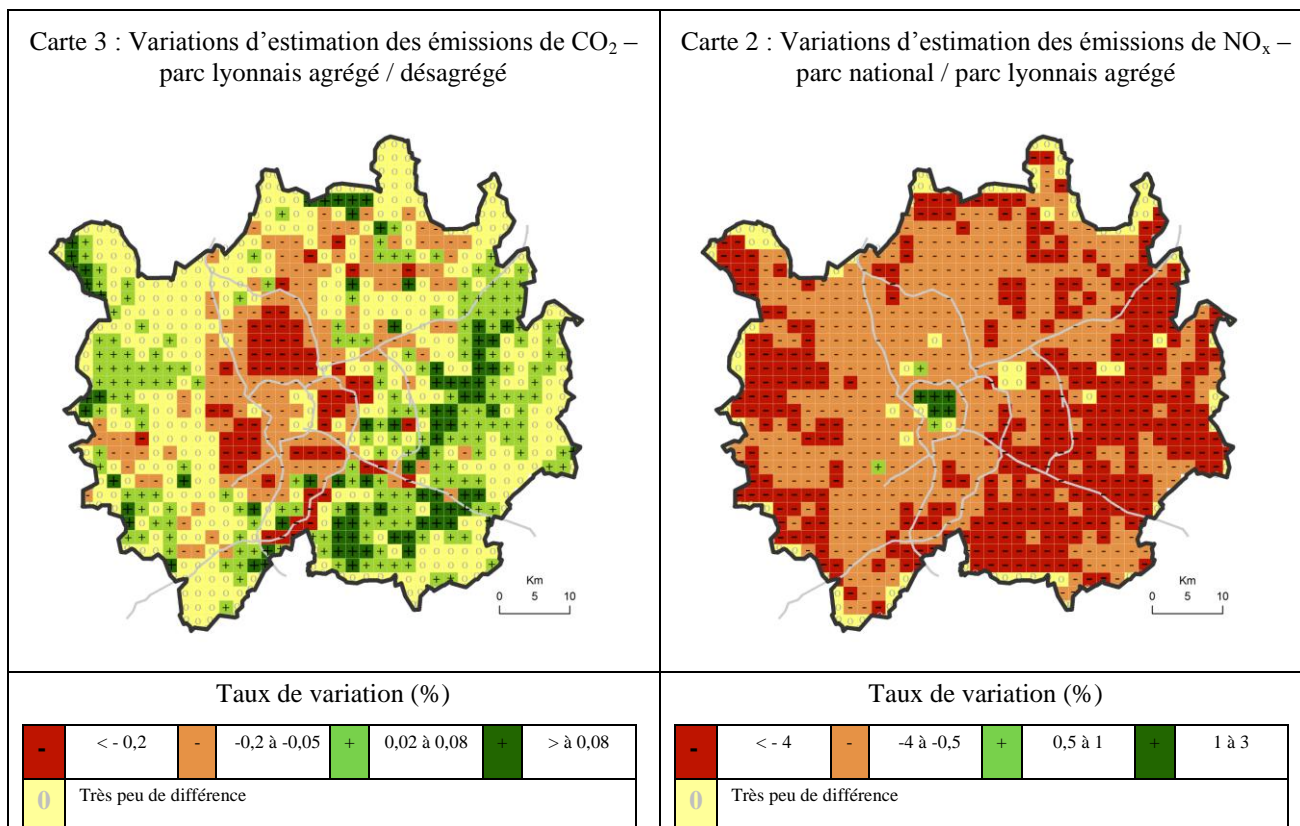 Carte 3 : Variations d’estimation des émissions de CO₂ –
parc lyonnais agrégé / désagrégé
Km
0 5 10
Taux de variation (%)
- < - 0,2 - -0,2 à -0,05 + 0,02 à 0,08 + > à 0,08
0 Très peu de différence
Carte 2 : Variations d’estimation des émissions de NOₓ –
parc national / parc lyonnais agrégé
Km
0 5 10
Taux de variation (%)
- < - 4 - -4 à -0,5 + 0,5 à 1 + 1 à 3
0 Très peu de différence